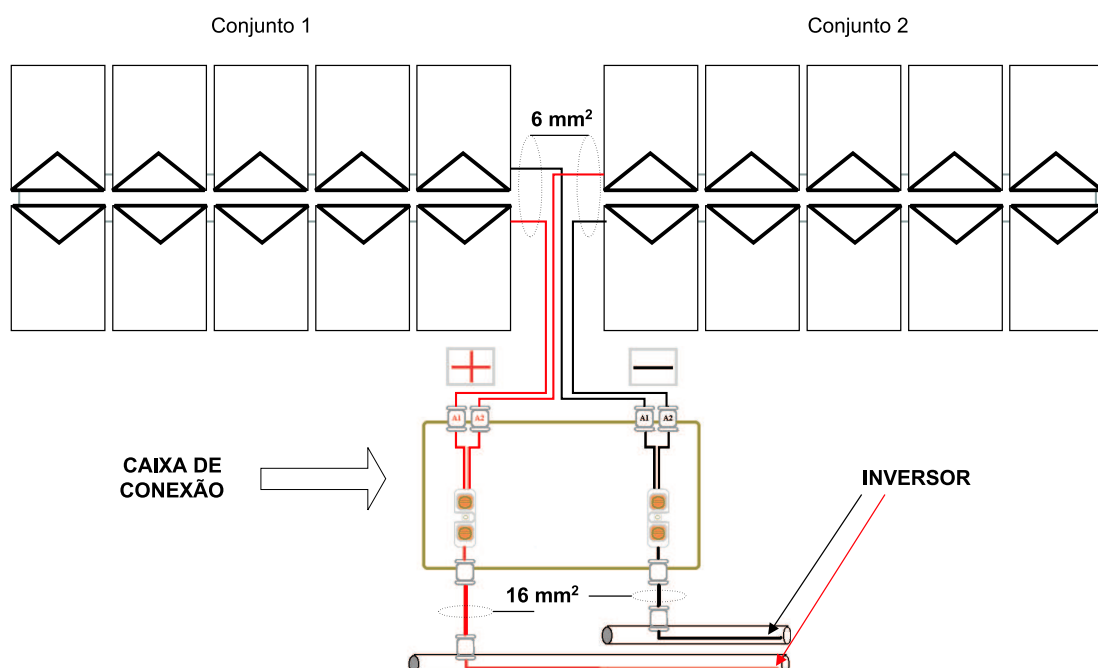 Conjunto 1
Conjunto 2
6 mm²
A1 A2
A1 A2
CAIXA DE
CONEXÃO
INVERSOR
16 mm²